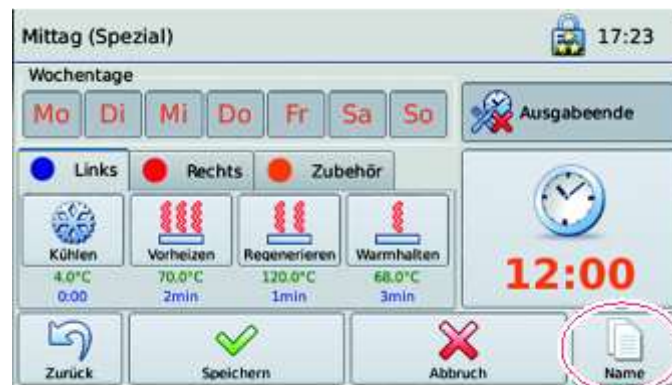 Mittag (Spezial) 17:23
Wochentage
Mo Di Mi Do Fr Sa So
Ausgabeende
Links Rechts Zubehör
Kühlen Vorheizen Regenerieren Warmhalten
4.0°C 70.0°C 120.0°C 68.0°C
0:00 2min 1min 3min
12:00
Zurück Speichern Abbruch Name